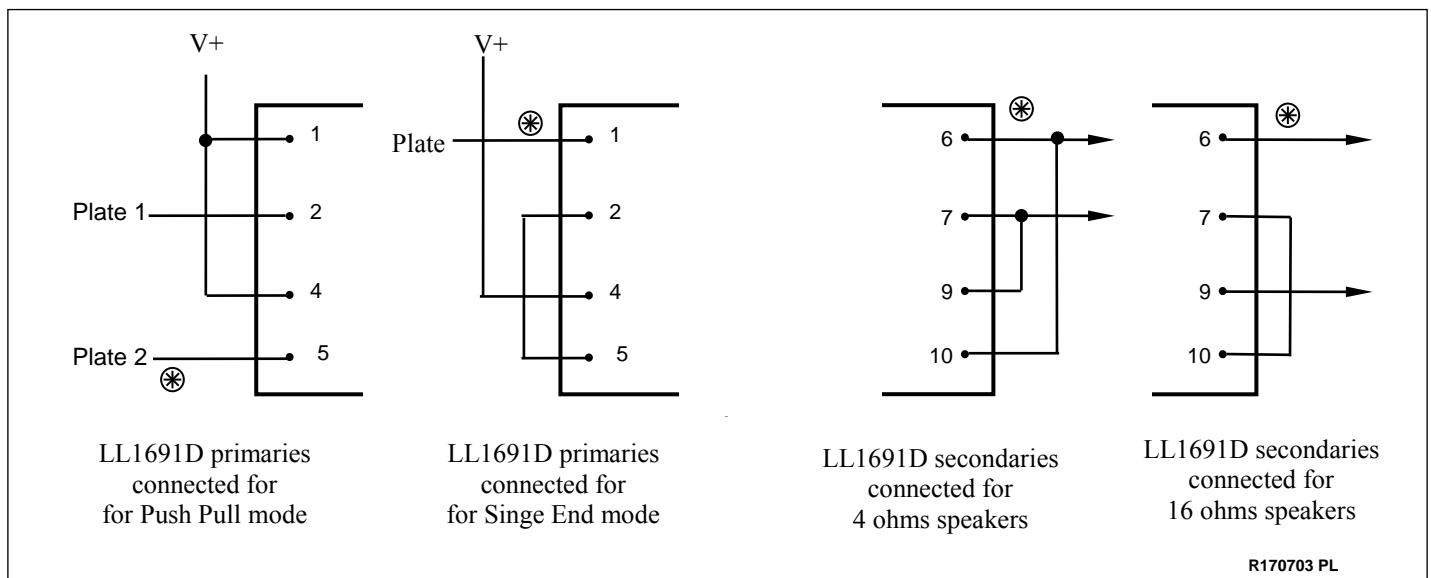 V+
1
Plate 1
2
4
Plate 2
5
LL1691D primaries
connected for
for Push Pull mode
V+
Plate
1
2
4
5
LL1691D primaries
connected for
for Singe End mode
6
7
9
10
LL1691D secondaries
connected for
4 ohms speakers
6
7
9
10
LL1691D secondaries
connected for
16 ohms speakers
R170703 PL